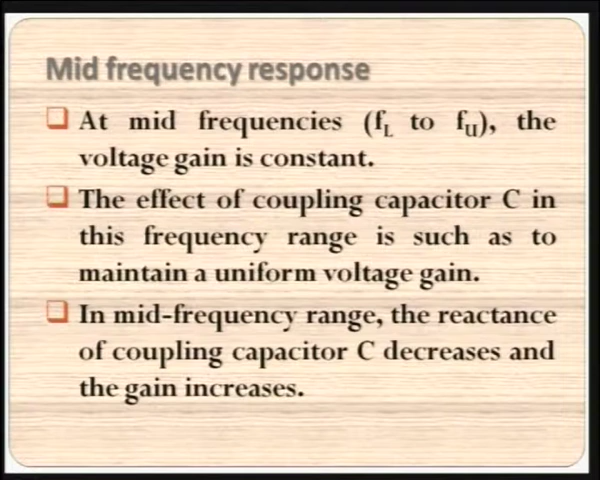 Mid frequency response
At mid frequencies (fL to fU), the
voltage gain is constant.
The effect of coupling capacitor C in
this frequency range is such as to
maintain a uniform voltage gain.
In mid-frequency range, the reactance
of coupling capacitor C decreases and
the gain increases.